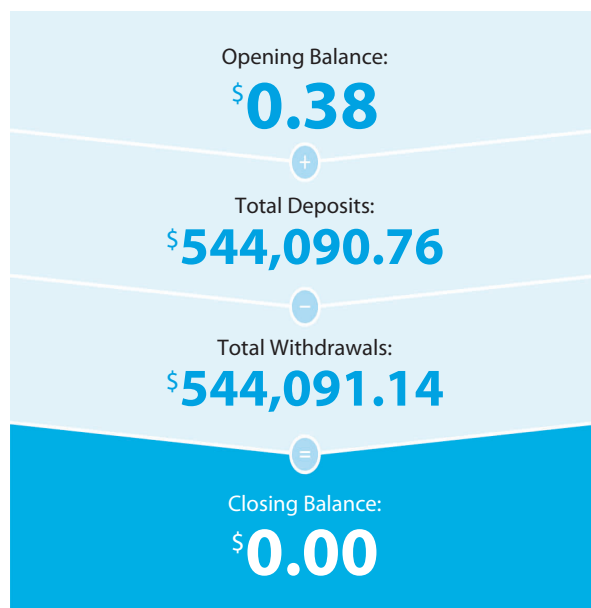 Opening Balance:
$0.38
+
Total Deposits:
$544,090.76
−
Total Withdrawals:
$544,091.14
=
Closing Balance:
$0.00